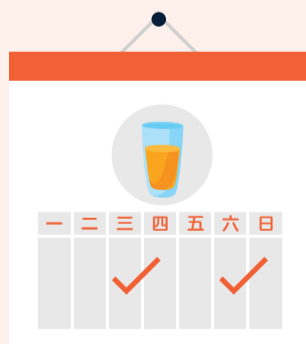 一 二 三 四 五 六 日